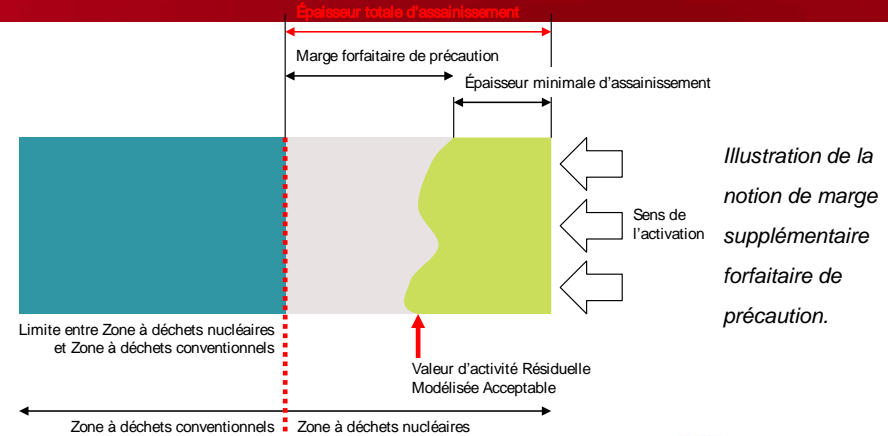 Épaisseur totale d'assainissement
Marge forfaitaire de précaution
Épaisseur minimale d'assainissement
Sens de
l'activation
Illustration de la
notion de marge
supplémentaire
forfaitaire de
précaution.
Limite entre Zone à déchets nucléaires
et Zone à déchets conventionnels
Valeur d'activité Résiduelle
Modélisée Acceptable
Zone à déchets conventionnels
Zone à déchets nucléaires